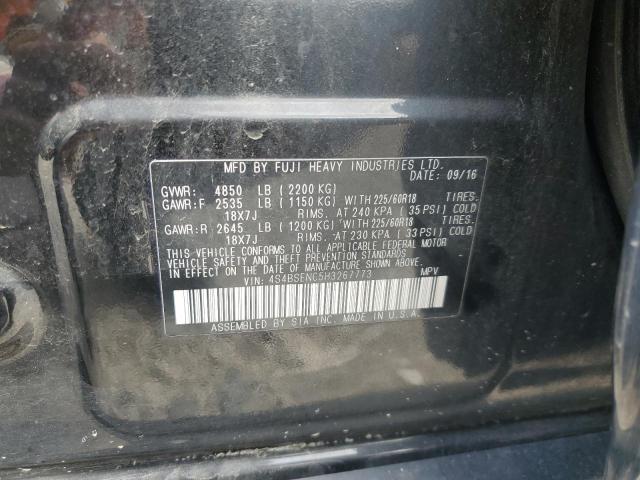 MFD BY FUJI HEAVY INDUSTRIES LTD.
DATE: 09/16
GVWR: 4850 LB (2200 KG)
GAWR:F 2535 LB (1150 KG) WITH 225/60R18 TIRES.
18X7J RIMS. AT 240 KPA (35 PSI) COLD
GAWR:R 2645 LB (1200 KG) WITH 225/60R18 TIRES.
18X7J RIMS. AT 230 KPA (33 PSI) COLD
THIS VEHICLE CONFORMS TO ALL APPLICABLE FEDERAL MOTOR
VEHICLE SAFETY AND THEFT PREVENTION STANDARDS
IN EFFECT ON THE DATE OF MANUFACTURE SHOWN ABOVE.
VIN: 4S4BSENC5H3267773 MPV
ASSEMBLED BY SIA INC. MADE IN U.S.A.